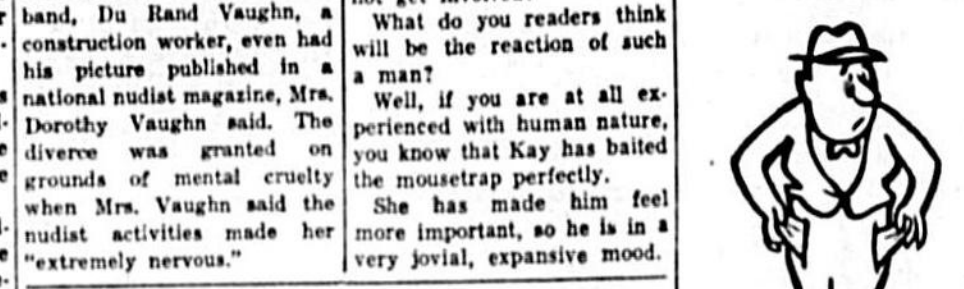 band, Du Rand Vaughn, a
construction worker, even had
his picture published in a
national nudist magazine, Mrs.
Dorothy Vaughn said. The
diverce was granted on
grounds of mental cruelty
when Mrs. Vaughn said the
nudist activities made her
"extremely nervous."
What do you readers think
will be the reaction of such
a man?
Well, if you are at all ex-
perienced with human nature,
you know that Kay has baited
the mousetrap perfectly.
She has made him feel
more important, so he is in a
very jovial, expansive mood.